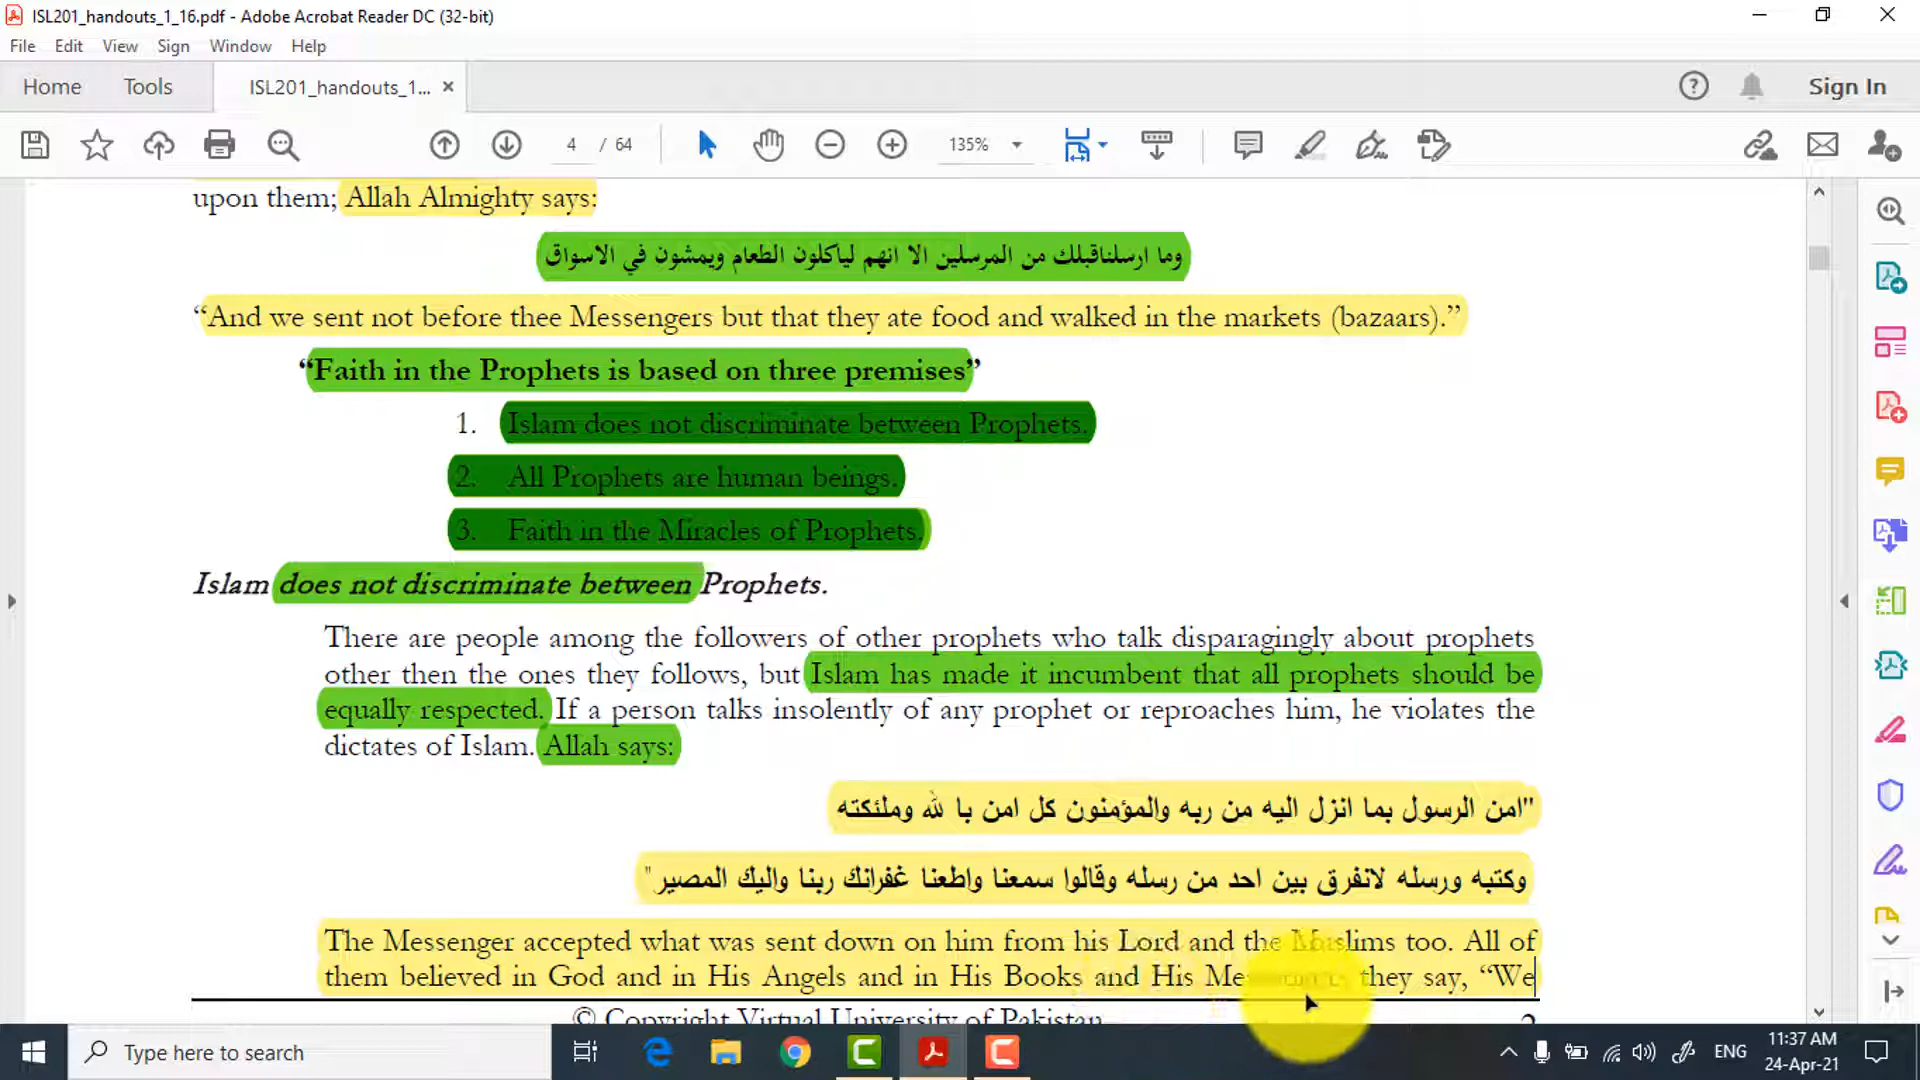 ISL201_handouts_1_16.pdf - Adobe Acrobat Reader DC (32-bit)
File Edit View Sign Window Help
Home Tools ISL201_handouts_1... × Sign In
4 / 64 135%
upon them; Allah Almighty says:
وما ارسلناقبلك من المرسلين الا انهم لياكلون الطعام ويمشون في الاسواق
“And we sent not before thee Messengers but that they ate food and walked in the markets (bazaars).”
“Faith in the Prophets is based on three premises”
1. Islam does not discriminate between Prophets.
2. All Prophets are human beings.
3. Faith in the Miracles of Prophets.
Islam does not discriminate between Prophets.
There are people among the followers of other prophets who talk disparagingly about prophets
other then the ones they follows, but Islam has made it incumbent that all prophets should be
equally respected. If a person talks insolently of any prophet or reproaches him, he violates the
dictates of Islam. Allah says:
"امن الرسول بما انزل اليه من ربه والمؤمنون كل امن با لله وملئكته
وكتبه ورسله لانفرق بين احد من رسله وقالوا سمعنا واطعنا غفرانك ربنا واليك المصير"
The Messenger accepted what was sent down on him from his Lord and the Muslims too. All of
them believed in God and in His Angels and in His Books and His they say, “We
© Copyright Virtual University of Pakistan
Type here to search
ENG
11:37 AM
24-Apr-21